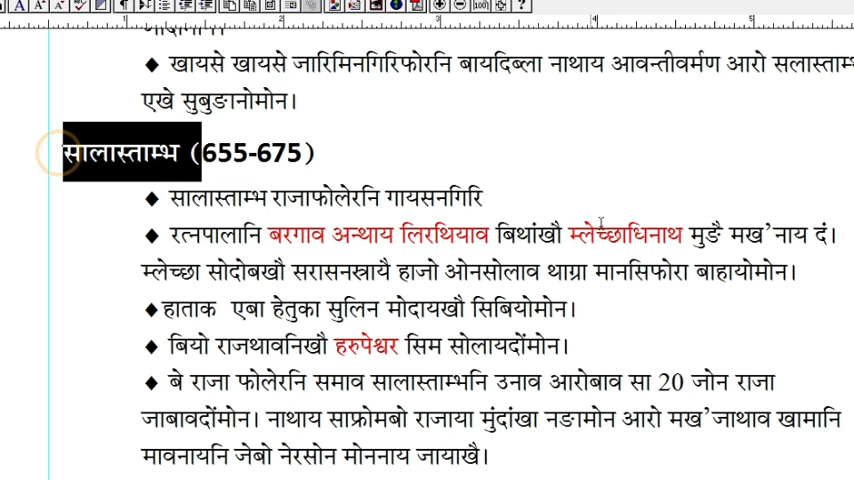 ♦ खायसे खायसे जारिमिनगिरिफोरनि बायदिब्ला नाथाय आवन्तीवर्मण आरो सलास्ताम्भ
एखे सुबुङानोमोन।
सालास्ताम्भ (655-675)
♦ सालास्ताम्भ राजाफोलेरनि गायसनगिरि
♦ रत्नपालानि बरगाव अन्थाय लिरथियाव बिथांखौ म्लेच्छाधिनाथ मुङै मख’नाय दं।
म्लेच्छा सोदोबखौ सरासनस्रायै हाजो ओनसोलाव थाग्रा मानसिफोरा बाहायोमोन।
♦हाताक एबा हेतुका सुलिन मोदायखौ सिबियोमोन।
♦ बियो राजथावनिखौ हरुपेश्वर सिम सोलायदोंमोन।
♦ बे राजा फोलेरनि समाव सालास्ताम्भनि उनाव आरोबाव सा 20 जोन राजा
जाबावदोंमोन। नाथाय साफ्रोमबो राजाया मुंदांखा नङामोन आरो मख’जाथाव खामानि
मावनायनि जेबो नेरसोन मोननाय जायाखै।